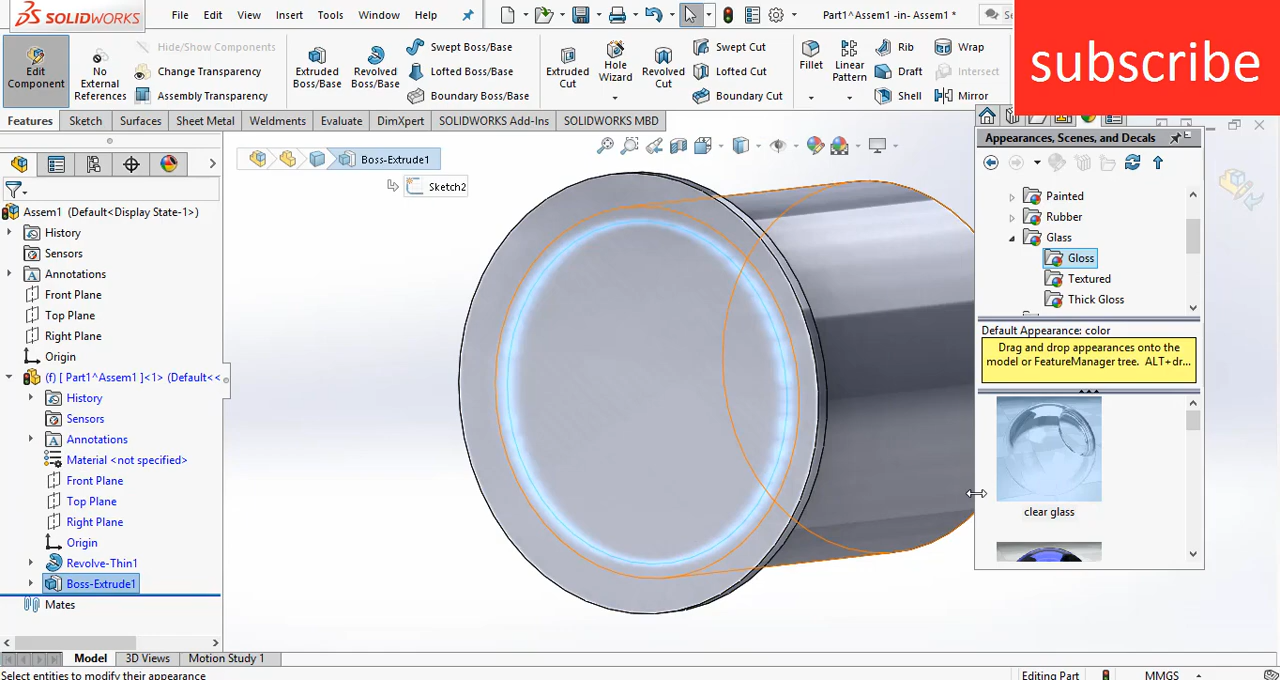 SOLIDWORKS
File
Edit
View
Insert
Tools
Window
Help
Part1^Assem1 -in- Assem1 *
subscribe
Edit Component
No External References
Hide/Show Components
Change Transparency
Assembly Transparency
Extruded Boss/Base
Revolved Boss/Base
Swept Boss/Base
Lofted Boss/Base
Boundary Boss/Base
Extruded Cut
Hole Wizard
Revolved Cut
Swept Cut
Lofted Cut
Boundary Cut
Fillet
Linear Pattern
Rib
Draft
Shell
Wrap
Intersect
Mirror
Features
Sketch
Surfaces
Sheet Metal
Weldments
Evaluate
DimXpert
SOLIDWORKS Add-Ins
SOLIDWORKS MBD
Boss-Extrude1
Sketch2
Assem1 (Default<Display State-1>)
History
Sensors
Annotations
Front Plane
Top Plane
Right Plane
Origin
(f) [ Part1^Assem1 ]<1> (Default<<
History
Sensors
Annotations
Material <not specified>
Front Plane
Top Plane
Right Plane
Origin
Revolve-Thin1
Boss-Extrude1
Mates
Appearances, Scenes, and Decals
Painted
Rubber
Glass
Gloss
Textured
Thick Gloss
Default Appearance: color
Drag and drop appearances onto the
model or FeatureManager tree. ALT+dr...
clear glass
Model
3D Views
Motion Study 1
Select entities to modify their appearance
Editing Part
MMGS